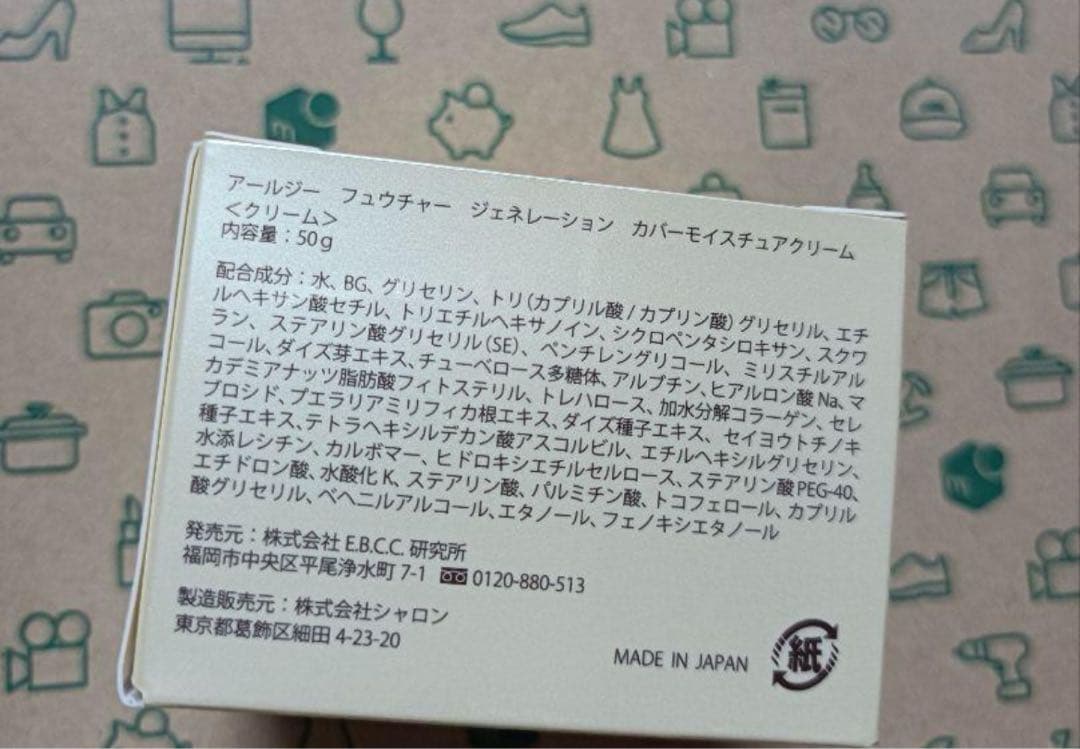 アールジー フュウチャー ジェネレーション カバーモイスチュアクリーム
＜クリーム＞
内容量：50g
配合成分：水、BG、グリセリン、トリ(カプリル酸/カプリン酸)グリセリル、エチ
ルヘキサン酸セチル、トリエチルヘキサノイン、シクロペンタシロキサン、スクワ
ラン、ステアリン酸グリセリル(SE)、ペンチレングリコール、ミリスチルアル
コール、ダイズ芽エキス、チューベロース多糖体、アルブチン、ヒアルロン酸Na、マ
カデミアナッツ脂肪酸フィトステリル、トレハロース、加水分解コラーゲン、セレ
ブロシド、プエラリアミリフィカ根エキス、ダイズ種子エキス、セイヨウトチノキ
種子エキス、テトラヘキシルデカン酸アスコルビル、エチルヘキシルグリセリン、
水添レシチン、カルボマー、ヒドロキシエチルセルロース、ステアリン酸PEG-40、
エチドロン酸、水酸化K、ステアリン酸、パルミチン酸、トコフェロール、カプリル
酸グリセリル、ベヘニルアルコール、エタノール、フェノキシエタノール
発売元：株式会社 E.B.C.C. 研究所
福岡市中央区平尾浄水町 7-1 0120-880-513
製造販売元：株式会社シャロン
東京都葛飾区細田 4-23-20
MADE IN JAPAN 紙